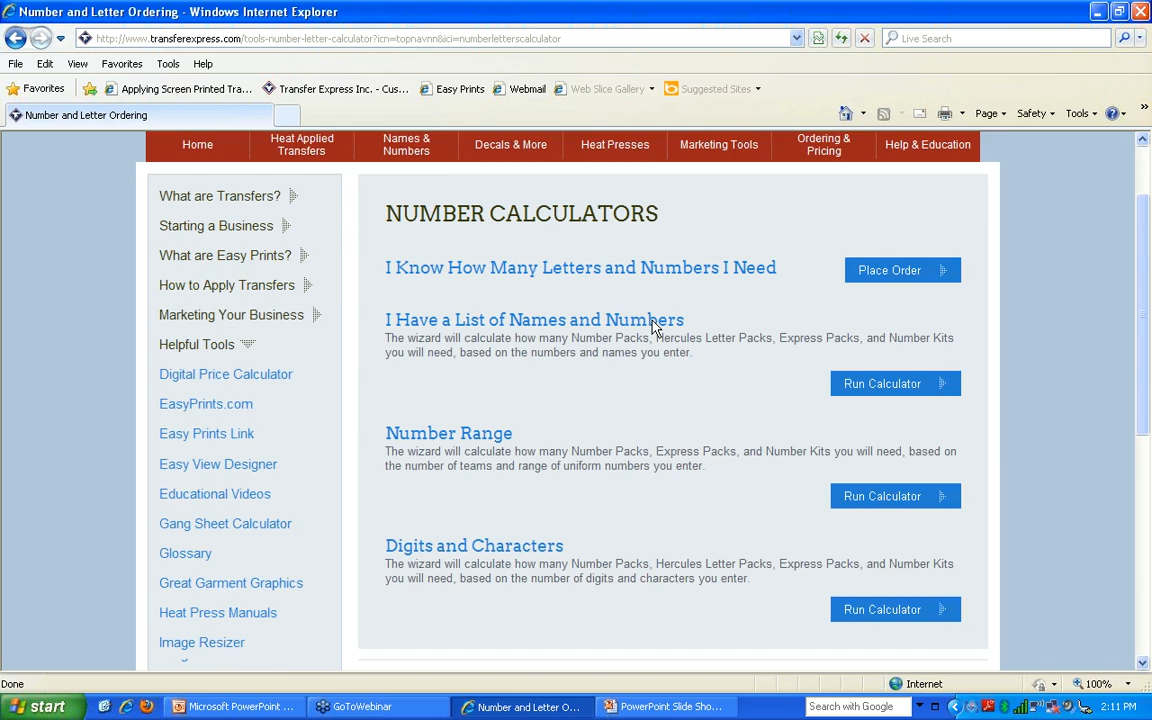 Number and Letter Ordering - Windows Internet Explorer
http://www.transferexpress.com/tools-number-letter-calculator?icn=topnavnn&ici=numberletterscalculator
Live Search
File Edit View Favorites Tools Help
Favorites Applying Screen Printed Tra... Transfer Express Inc. - Cus... Easy Prints Webmail Web Slice Gallery Suggested Sites
Number and Letter Ordering
Page Safety Tools
Home
Heat Applied
Transfers
Names &
Numbers
Decals & More
Heat Presses
Marketing Tools
Ordering &
Pricing
Help & Education
What are Transfers?
Starting a Business
What are Easy Prints?
How to Apply Transfers
Marketing Your Business
Helpful Tools
Digital Price Calculator
EasyPrints.com
Easy Prints Link
Easy View Designer
Educational Videos
Gang Sheet Calculator
Glossary
Great Garment Graphics
Heat Press Manuals
Image Resizer
NUMBER CALCULATORS
I Know How Many Letters and Numbers I Need
Place Order
I Have a List of Names and Numbers
The wizard will calculate how many Number Packs, Hercules Letter Packs, Express Packs, and Number Kits
you will need, based on the numbers and names you enter.
Run Calculator
Number Range
The wizard will calculate how many Number Packs, Express Packs, and Number Kits you will need, based on
the number of teams and range of uniform numbers you enter.
Run Calculator
Digits and Characters
The wizard will calculate how many Number Packs, Hercules Letter Packs, Express Packs, and Number Kits
you will need, based on the number of digits and characters you enter.
Run Calculator
Done
Internet
100%
start
Microsoft PowerPoint ...
GoToWebinar
Number and Letter O...
PowerPoint Slide Sho...
Search with Google
2:11 PM